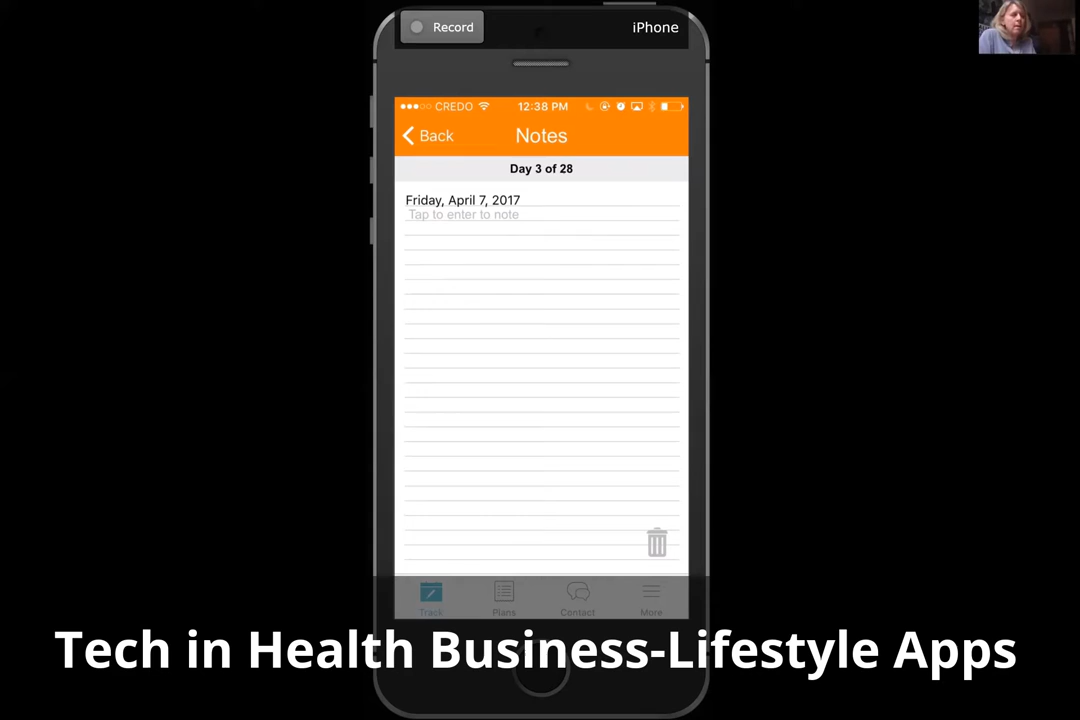 Record
iPhone
CREDO
12:38 PM
Back
Notes
Day 3 of 28
Friday, April 7, 2017
Tap to enter to note
Track
Plans
Contact
More
Tech in Health Business-Lifestyle Apps